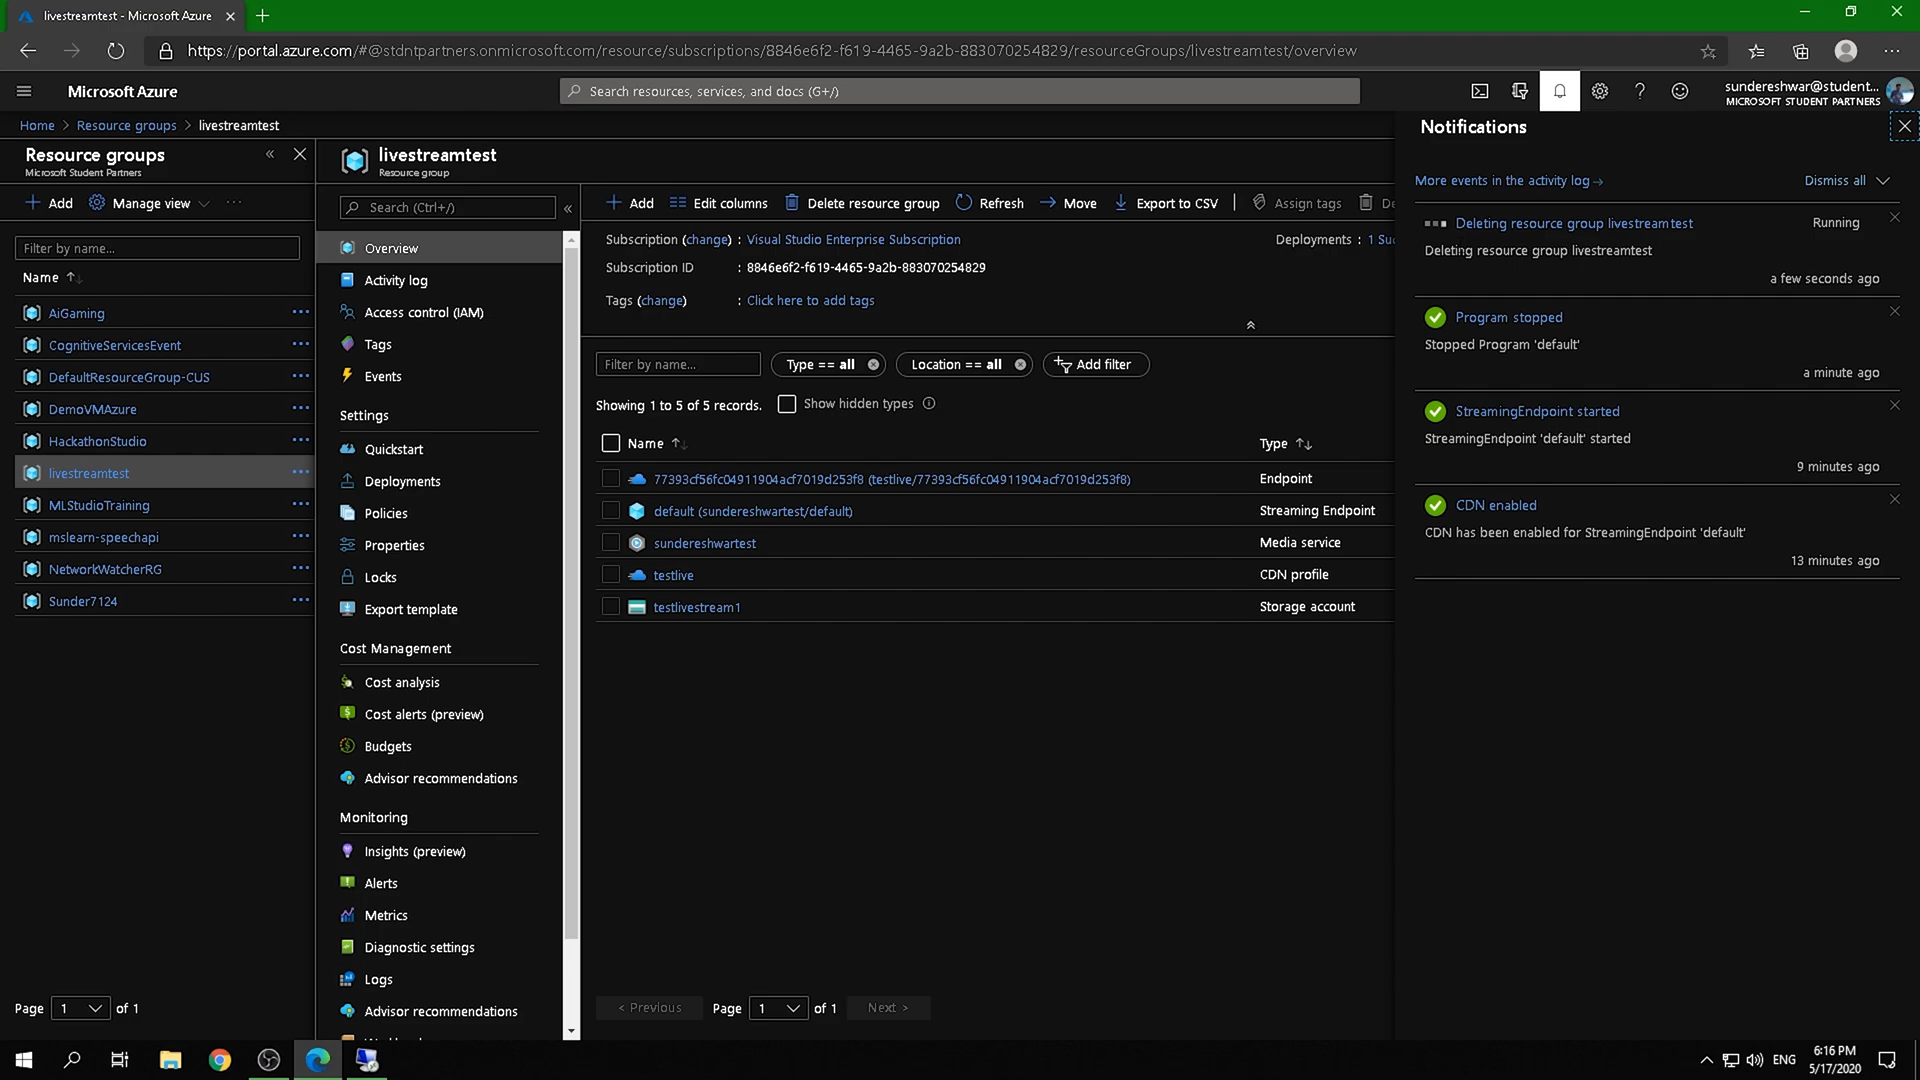 livestreamtest - Microsoft Azure
https://portal.azure.com/#@stdntpartners.onmicrosoft.com/resource/subscriptions/8846e6f2-f619-4465-9a2b-883070254829/resourceGroups/livestreamtest/overview
Microsoft Azure
Search resources, services, and docs (G+/)
sundereshwar@student...
MICROSOFT STUDENT PARTNERS
Home > Resource groups > livestreamtest
Resource groups
Microsoft Student Partners
Add
Manage view
Filter by name...
Name
AiGaming
CognitiveServicesEvent
DefaultResourceGroup-CUS
DemoVMAzure
HackathonStudio
livestreamtest
MLStudioTraining
mslearn-speechapi
NetworkWatcherRG
Sunder7124
Page 1 of 1
livestreamtest
Resource group
Search (Ctrl+/)
Overview
Activity log
Access control (IAM)
Tags
Events
Settings
Quickstart
Deployments
Policies
Properties
Locks
Export template
Cost Management
Cost analysis
Cost alerts (preview)
Budgets
Advisor recommendations
Monitoring
Insights (preview)
Alerts
Metrics
Diagnostic settings
Logs
Advisor recommendations
Add Edit columns Delete resource group Refresh Move Export to CSV Assign tags De
Subscription (change) : Visual Studio Enterprise Subscription Deployments : 1 Suc
Subscription ID : 8846e6f2-f619-4465-9a2b-883070254829
Tags (change) : Click here to add tags
Filter by name... Type == all Location == all Add filter
Showing 1 to 5 of 5 records. Show hidden types
Name Type
77393cf56fc04911904acf7019d253f8 (testlive/77393cf56fc04911904acf7019d253f8) Endpoint
default (sundereshwartest/default) Streaming Endpoint
sundereshwartest Media service
testlive CDN profile
testlivestream1 Storage account
< Previous Page 1 of 1 Next >
Notifications
More events in the activity log → Dismiss all
Deleting resource group livestreamtest Running
Deleting resource group livestreamtest
a few seconds ago
Program stopped
Stopped Program 'default'
a minute ago
StreamingEndpoint started
StreamingEndpoint 'default' started
9 minutes ago
CDN enabled
CDN has been enabled for StreamingEndpoint 'default'
13 minutes ago
ENG
6:16 PM
5/17/2020